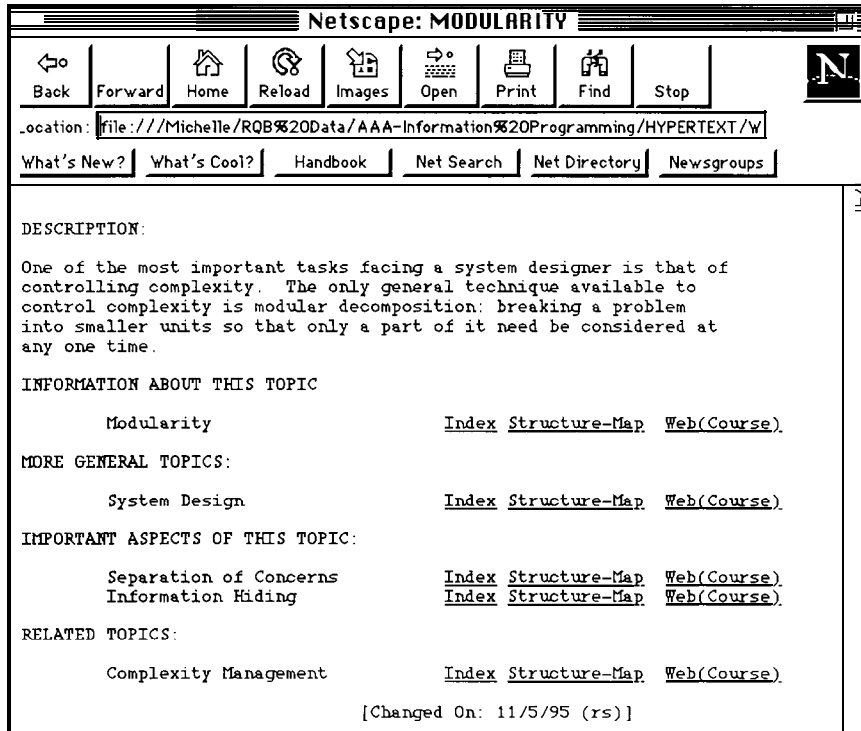 Netscape: MODULARITY
Back Forward Home Reload Images Open Print Find Stop
N
ocation: file:///Michelle/RQB%20Data/AAA-Information%20Programming/HYPERTEXT/W
What's New? What's Cool? Handbook Net Search Net Directory Newsgroups
DESCRIPTION:
One of the most important tasks facing a system designer is that of
controlling complexity. The only general technique available to
control complexity is modular decomposition: breaking a problem
into smaller units so that only a part of it need be considered at
any one time.
INFORMATION ABOUT THIS TOPIC
Modularity Index Structure-Map Web(Course)
MORE GENERAL TOPICS:
System Design Index Structure-Map Web(Course)
IMPORTANT ASPECTS OF THIS TOPIC:
Separation of Concerns Index Structure-Map Web(Course)
Information Hiding Index Structure-Map Web(Course)
RELATED TOPICS:
Complexity Management Index Structure-Map Web(Course)
[Changed On: 11/5/95 (rs)]